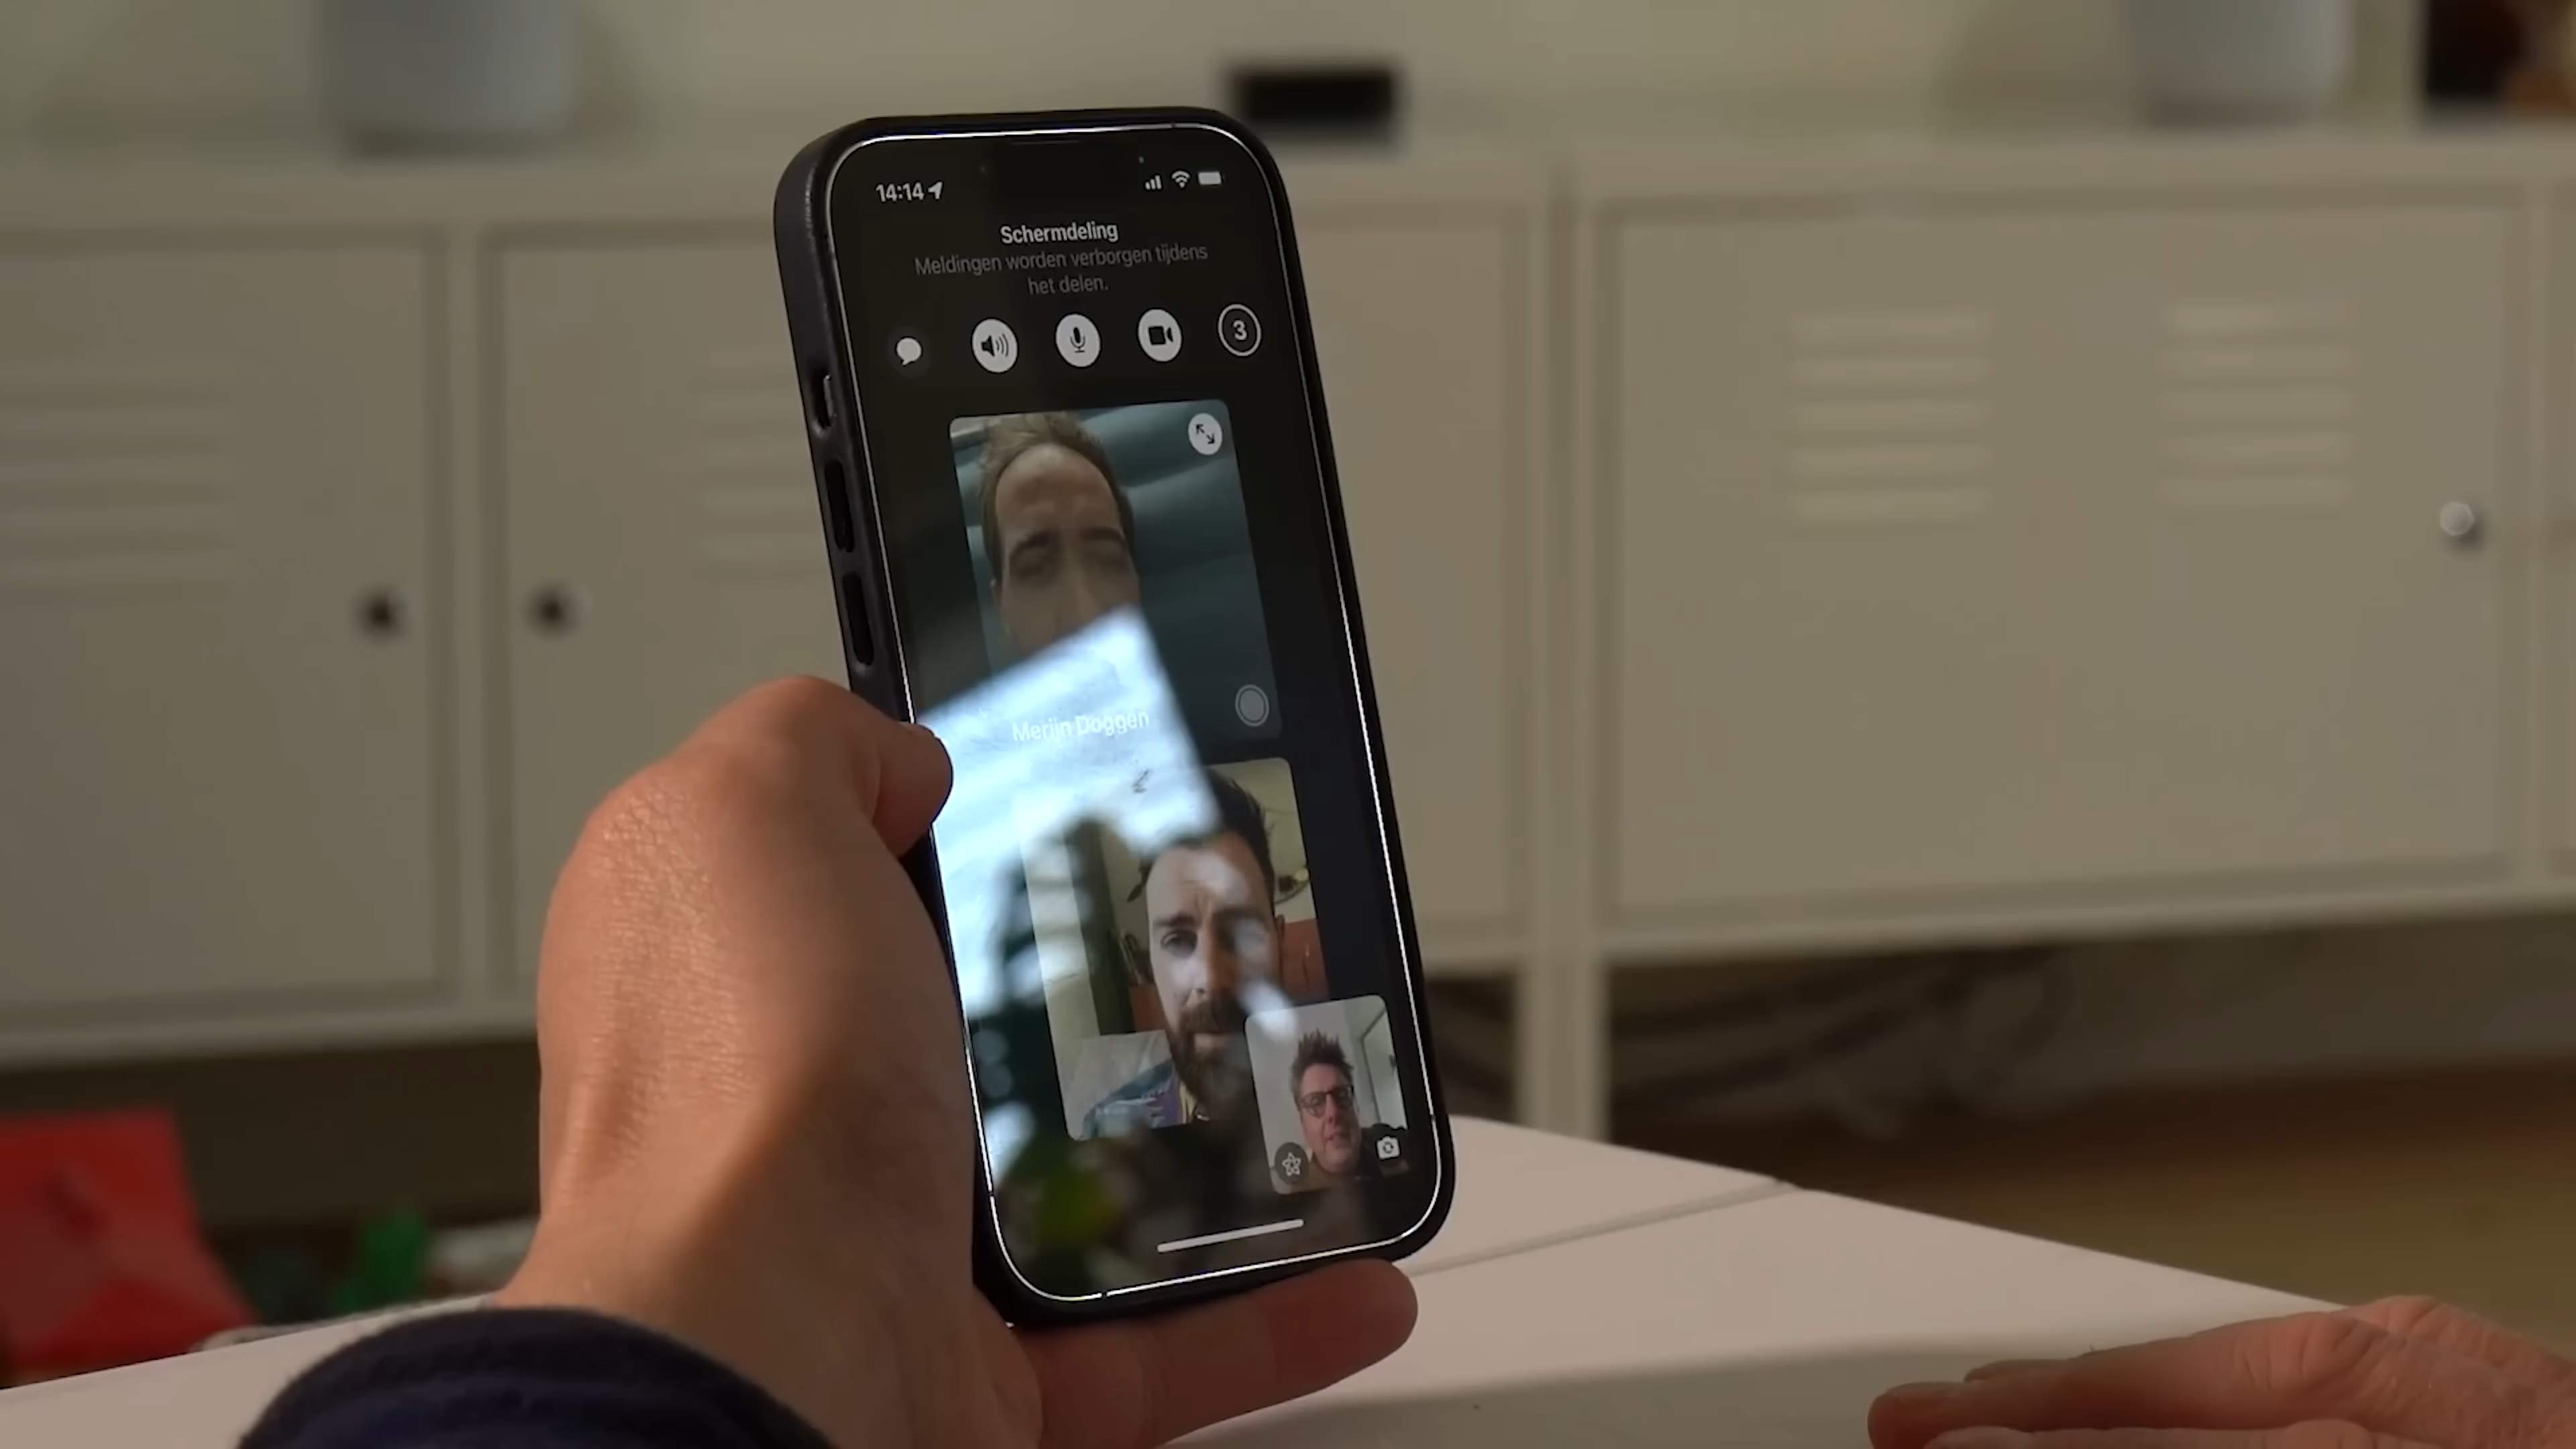 14:14
Schermdeling
Meldingen worden verborgen tijdens
het delen.
3
Merijn Doggen